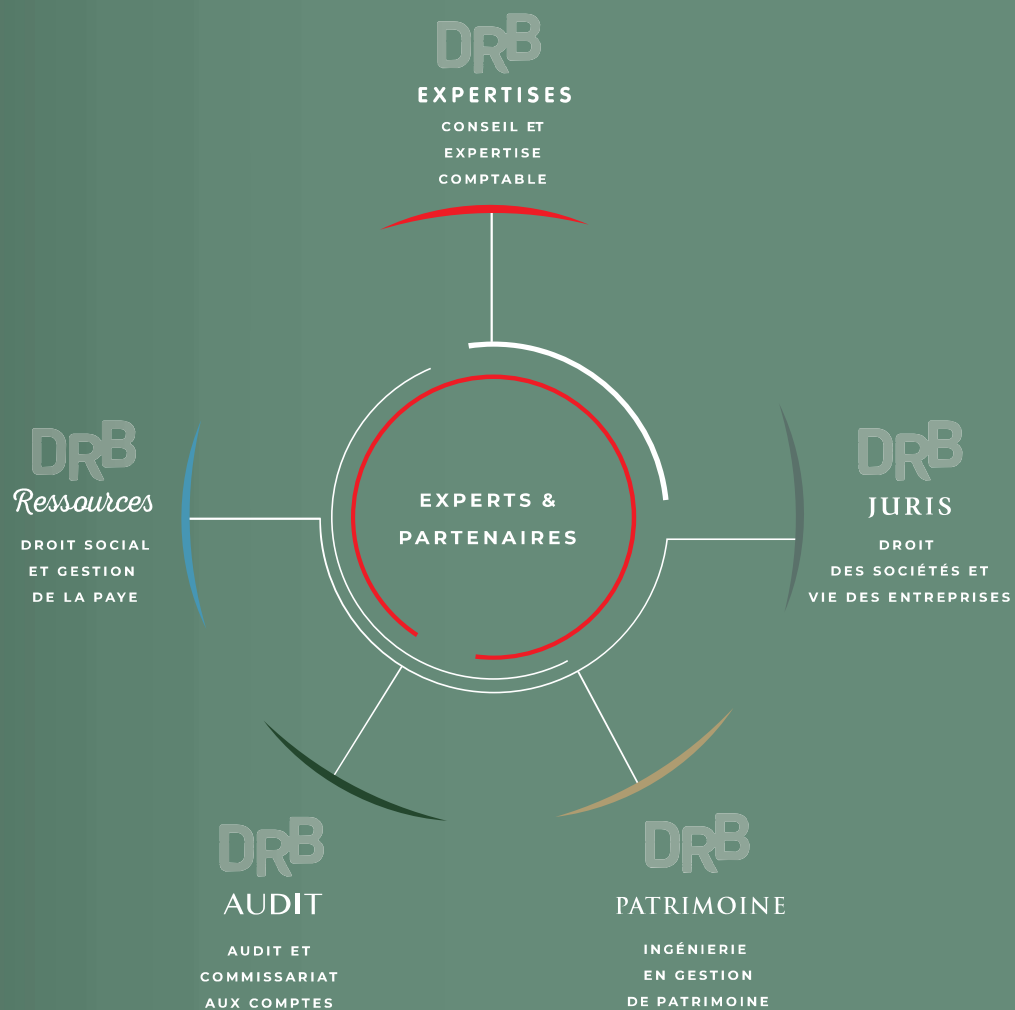 DRB
EXPERTISES
CONSEIL ET
EXPERTISE
COMPTABLE
DRB
Ressources
DROIT SOCIAL
ET GESTION
DE LA PAYE
EXPERTS &
PARTENAIRES
DRB
JURIS
DROIT
DES SOCIÉTÉS ET
VIE DES ENTREPRISES
DRB
AUDIT
AUDIT ET
COMMISSARIAT
AUX COMPTES
DRB
PATRIMOINE
INGÉNIERIE
EN GESTION
DE PATRIMOINE